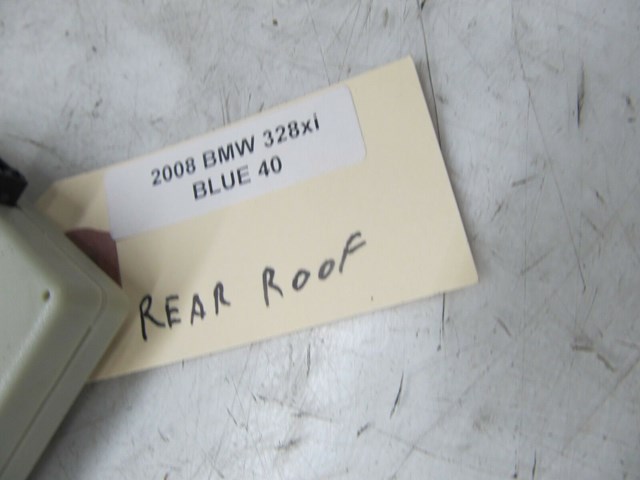 2008 BMW 328xi
BLUE 40
REAR ROOF